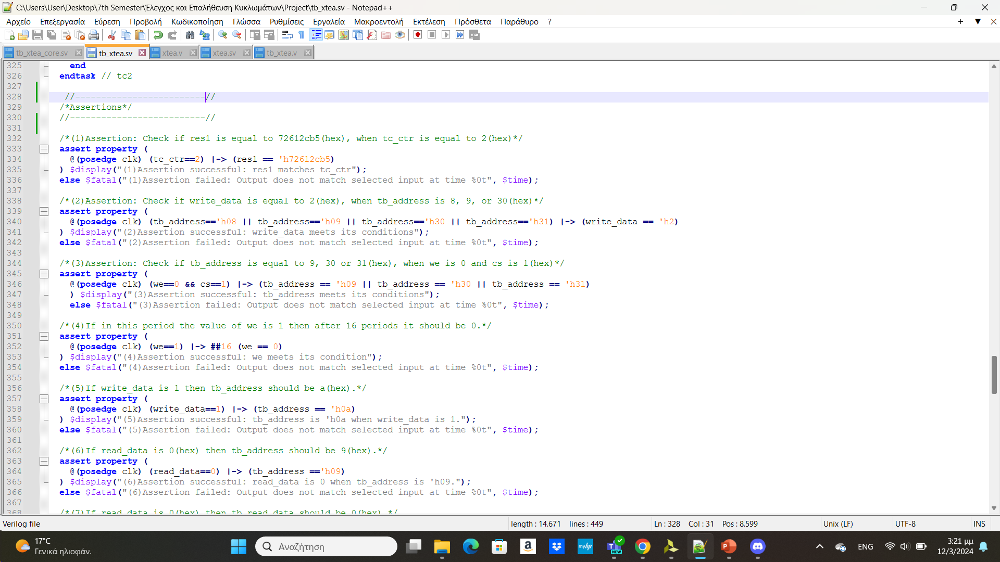 C:\Users\User\Desktop\7th Semester\Έλεγχος και Επαλήθευση Κυκλωμάτων\Project\tb_xtea.sv - Notepad++
Αρχείο Επεξεργασία Εύρεση Προβολή Κωδικοποίηση Γλώσσα Ρυθμίσεις Εργαλεία Μακροεντολή Εκτέλεση Πρόσθετα Παράθυρο ?
tb_xtea_core.sv tb_xtea.sv xtea.v xtea.sv tb_xtea.v
325 end
326 endtask // tc2
327
328 //-------------------------//
329 /*Assertions*/
330 //--------------------------//
331
332 /*(1)Assertion: Check if res1 is equal to 72612cb5(hex), when tc_ctr is equal to 2(hex)*/
333 assert property (
334 @(posedge clk) (tc_ctr==2) |-> (res1 == 'h72612cb5)
335 ) $display("(1)Assertion successful: res1 matches tc_ctr");
336 else $fatal("(1)Assertion failed: Output does not match selected input at time %0t", $time);
337
338 /*(2)Assertion: Check if write_data is equal to 2(hex), when tb_address is 8, 9, or 30(hex)*/
339 assert property (
340 @(posedge clk) (tb_address=='h08 || tb_address=='h09 || tb_address=='h30 || tb_address=='h31) |-> (write_data == 'h2)
341 ) $display("(2)Assertion successful: write_data meets its conditions");
342 else $fatal("(2)Assertion failed: Output does not match selected input at time %0t", $time);
343
344 /*(3)Assertion: Check if tb_address is equal to 9, 30 or 31(hex), when we is 0 and cs is 1(hex)*/
345 assert property (
346 @(posedge clk) (we==0 && cs==1) |-> (tb_address == 'h09 || tb_address == 'h30 || tb_address == 'h31)
347 ) $display("(3)Assertion successful: tb_address meets its conditions");
348 else $fatal("(3)Assertion failed: Output does not match selected input at time %0t", $time);
349
350 /*(4)If in this period the value of we is 1 then after 16 periods it should be 0.*/
351 assert property (
352 @(posedge clk) (we==1) |-> ##16 (we == 0)
353 ) $display("(4)Assertion successful: we meets its condition");
354 else $fatal("(4)Assertion failed: Output does not match selected input at time %0t", $time);
355
356 /*(5)If write_data is 1 then tb_address should be a(hex).*/
357 assert property (
358 @(posedge clk) (write_data==1) |-> (tb_address == 'h0a)
359 ) $display("(5)Assertion successful: tb_address is 'h0a when write_data is 1.");
360 else $fatal("(5)Assertion failed: Output does not match selected input at time %0t", $time);
361
362 /*(6)If read_data is 0(hex) then tb_address should be 9(hex).*/
363 assert property (
364 @(posedge clk) (read_data==0) |-> (tb_address =='h09)
365 ) $display("(6)Assertion successful: read_data is 0 when tb_address is 'h09.");
366 else $fatal("(6)Assertion failed: Output does not match selected input at time %0t", $time);
367
368 /*(7)If read_data is 0(hex) then tb_read_data should be 0(hex).*/
Verilog file length : 14.671 lines : 449 Ln : 328 Col : 31 Pos : 8.599 Unix (LF) UTF-8 INS
17°C
Γενικά ηλιοφάν.
Αναζήτηση
a
myhp
T
NEW
P
ENG
3:21 μμ
12/3/2024